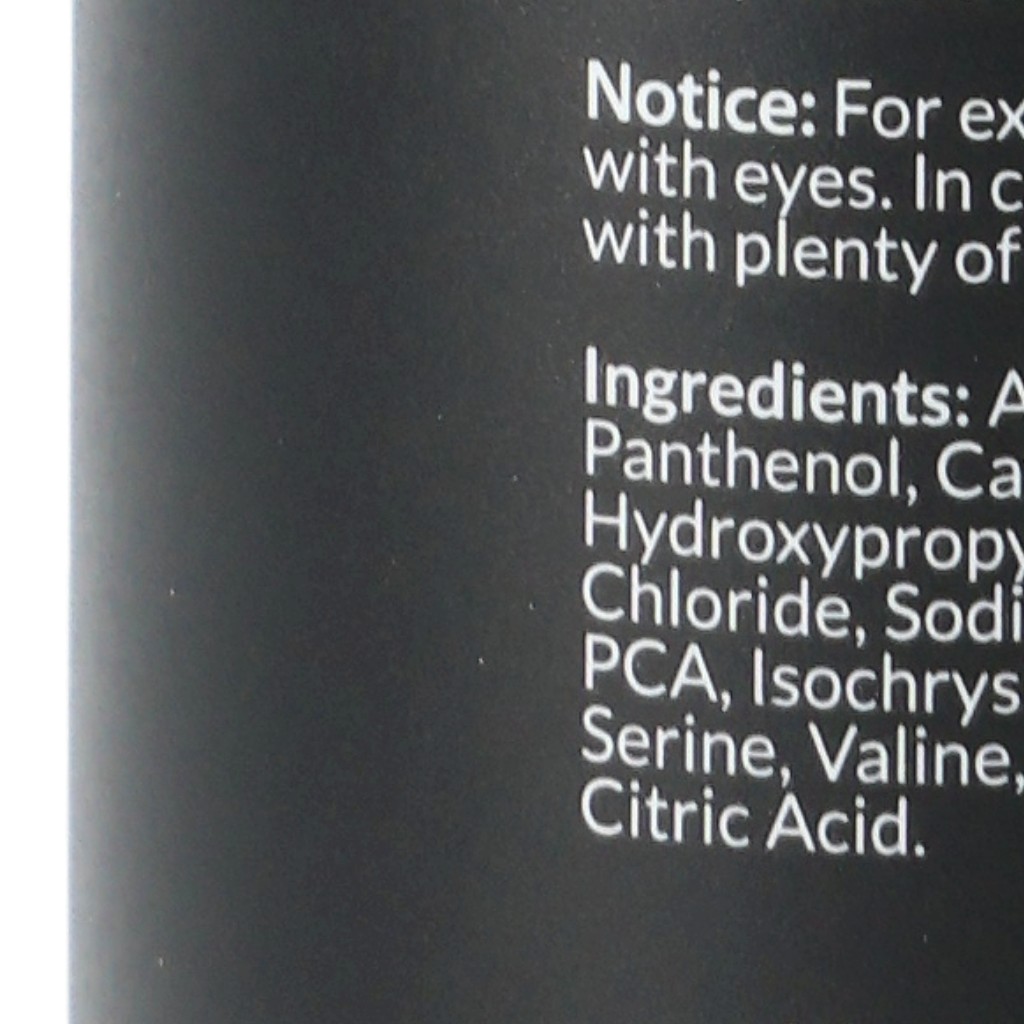 Notice: For ex
with eyes. In c
with plenty of
Ingredients: A
Panthenol, Ca
Hydroxypropy
Chloride, Sodi
PCA, Isochrys
Serine, Valine,
Citric Acid.